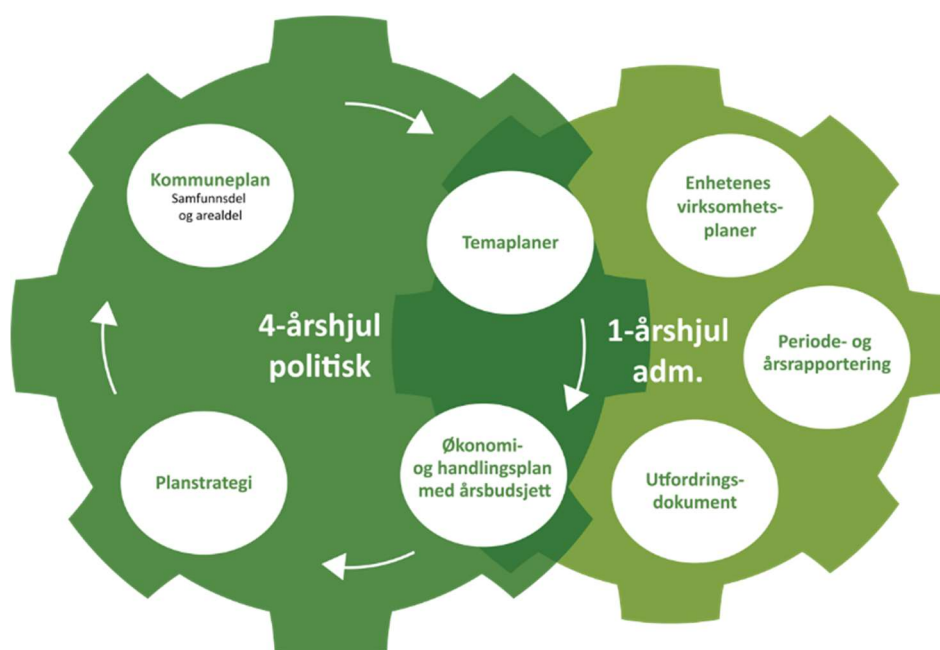 Kommuneplan
Samfunnsdel
og arealdel
Temaplaner
Enhetenes
virksomhets-
planer
4-årshjul
politisk
1-årshjul
adm.
Periode- og
årsrapportering
Planstrategi
Økonomi-
og handlingsplan
med årsbudsjett
Utfordrings-
dokument